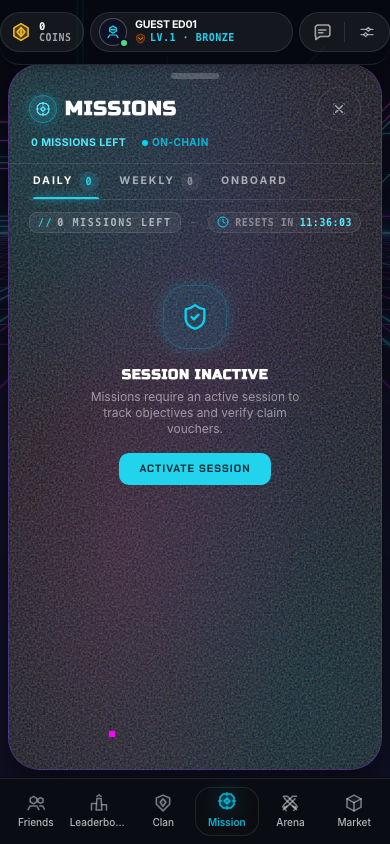 0
COINS
GUEST ED01
LV.1 · BRONZE
MISSIONS
0 MISSIONS LEFT
ON-CHAIN
DAILY 0
WEEKLY 0
ONBOARD
// 0 MISSIONS LEFT
RESETS IN 11:36:03
SESSION INACTIVE
Missions require an active session to
track objectives and verify claim
vouchers.
ACTIVATE SESSION
Friends
Leaderbo...
Clan
Mission
Arena
Market